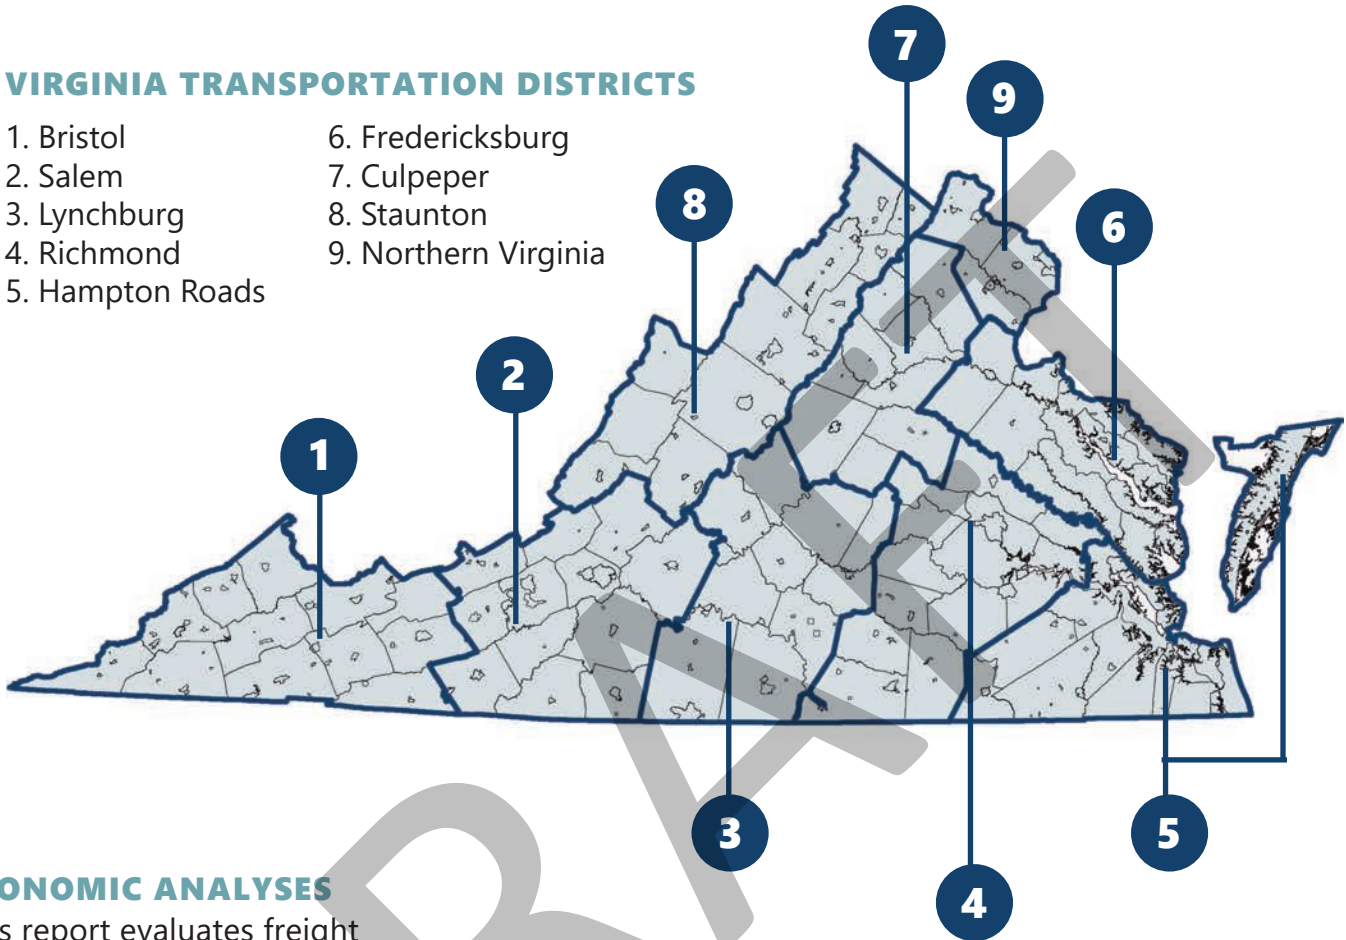 VIRGINIA TRANSPORTATION DISTRICTS
1. Bristol
2. Salem
3. Lynchburg
4. Richmond
5. Hampton Roads
6. Fredericksburg
7. Culpeper
8. Staunton
9. Northern Virginia
7
9
8
6
2
1
3
5
4
ONOMIC ANALYSES
s report evaluates freight
DRAFT